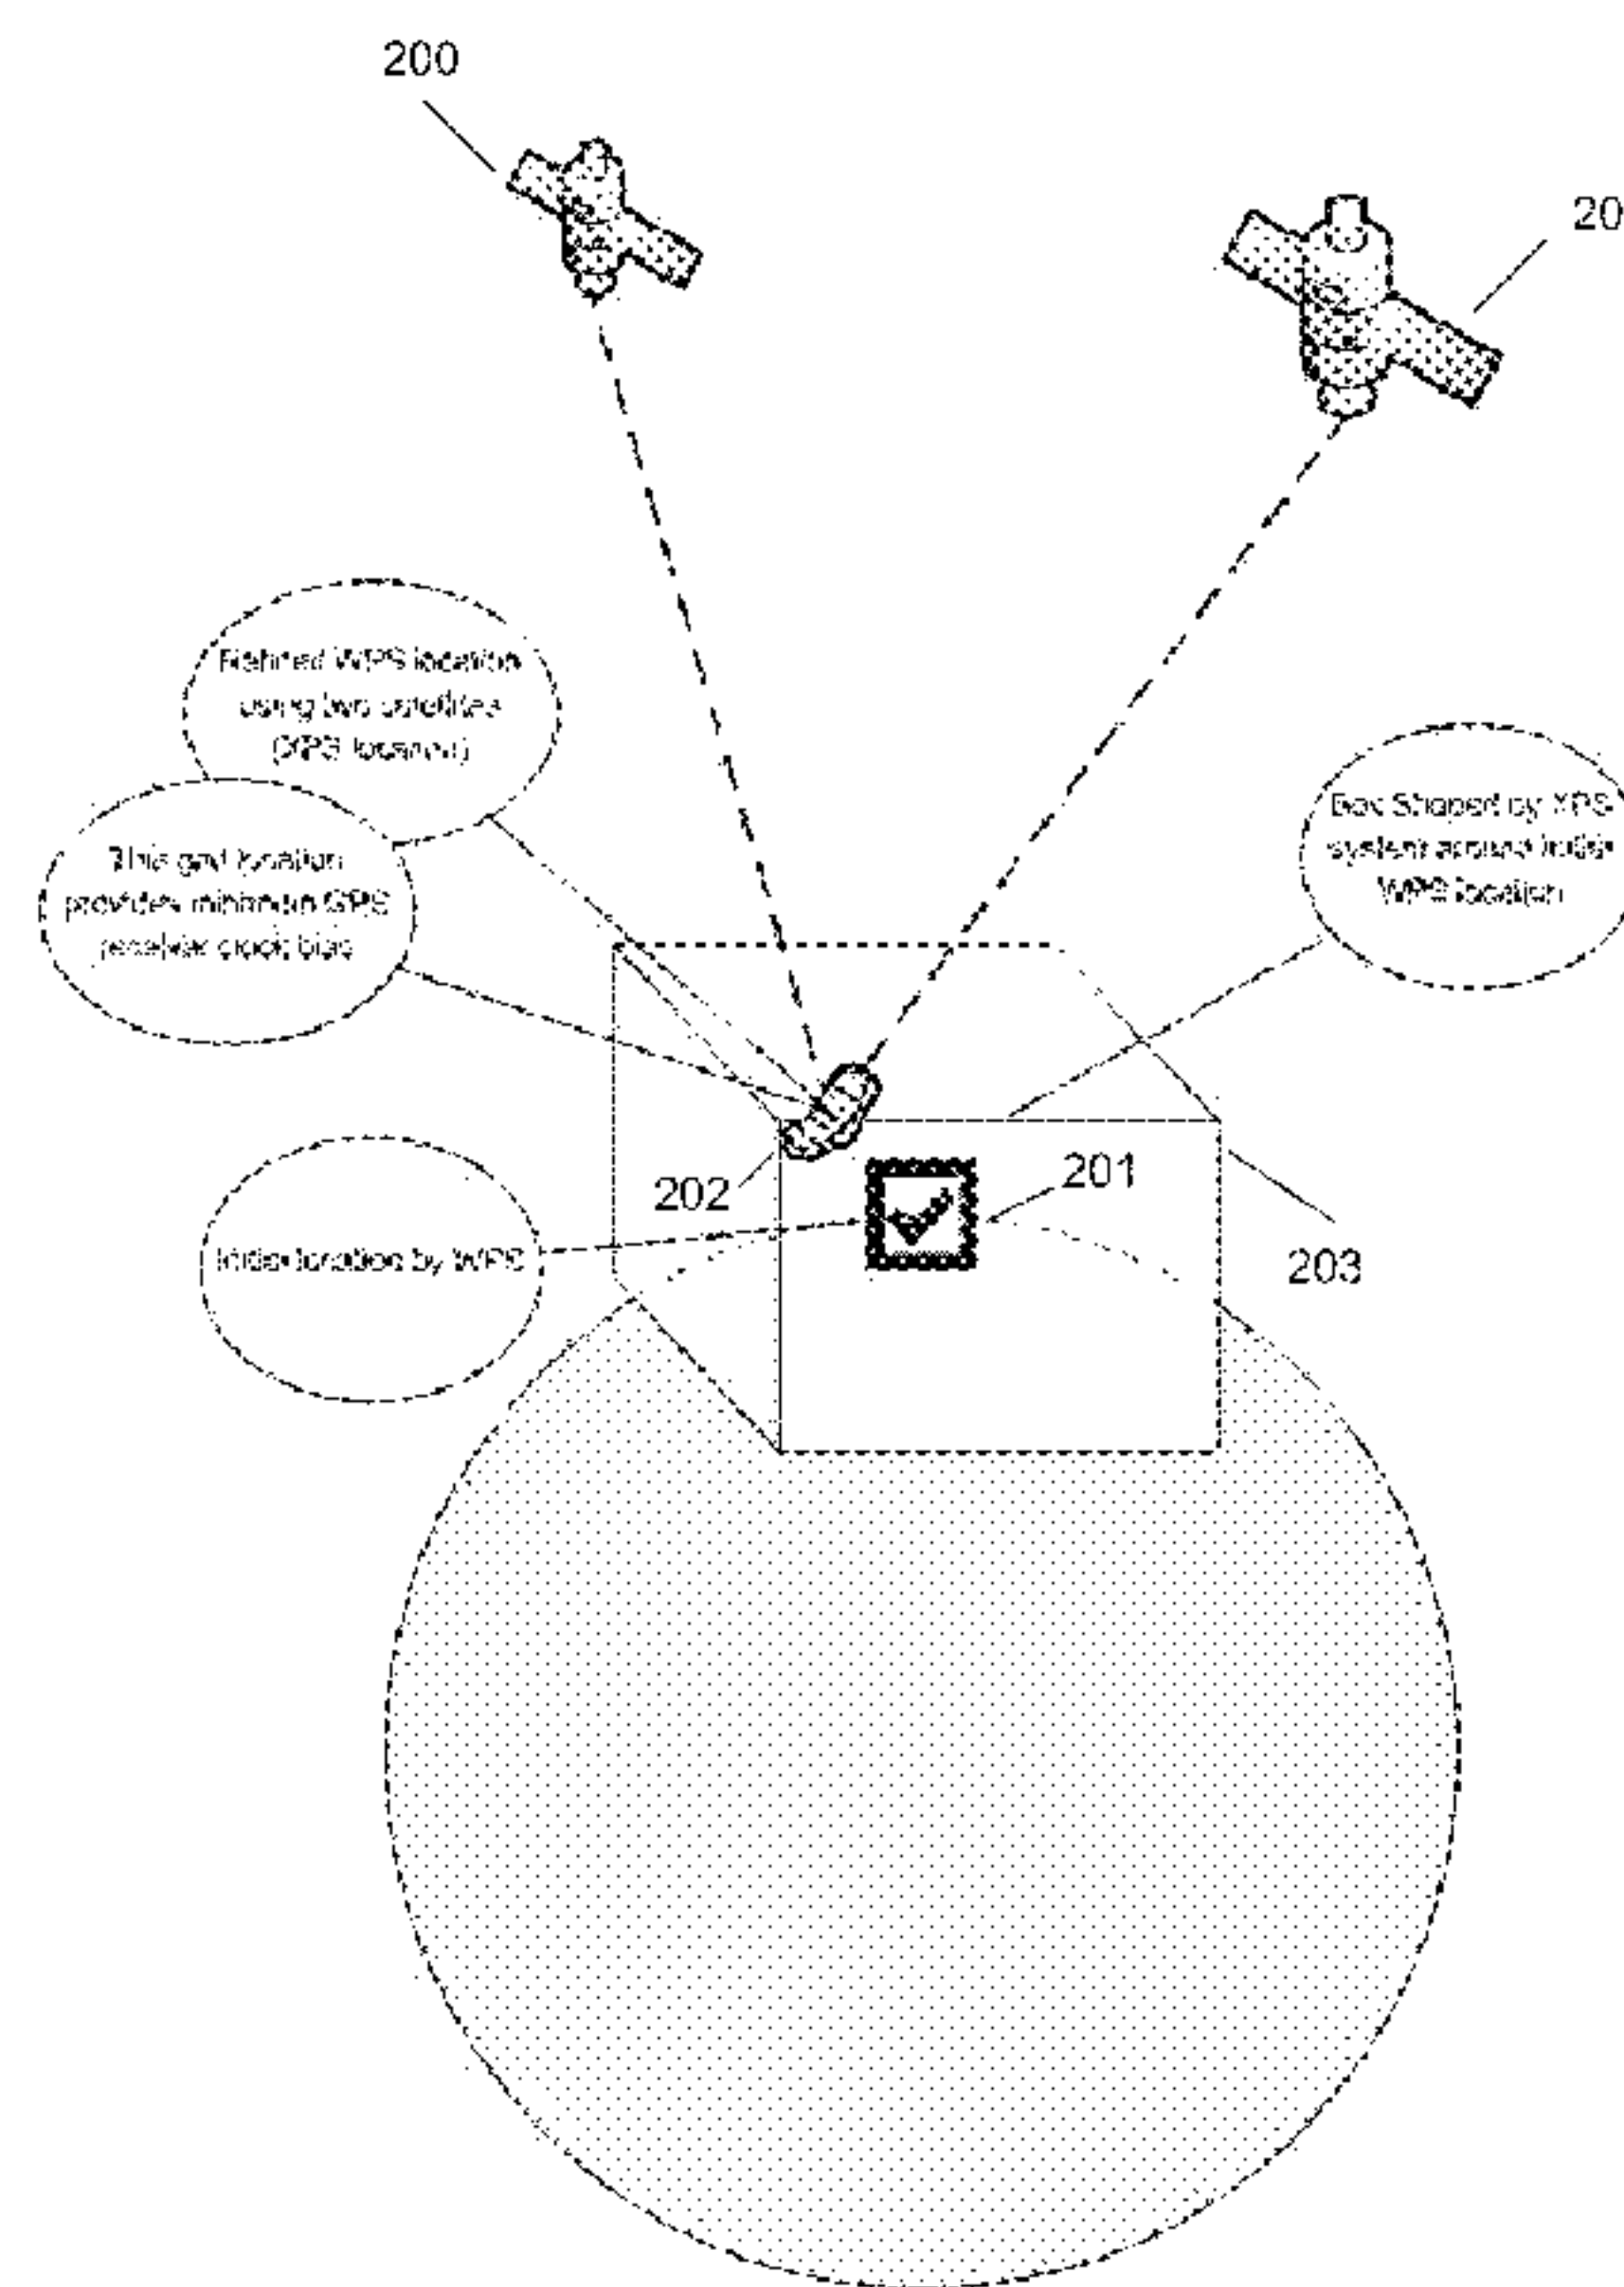 200
20
Refined WPS location
using two satellites
(XPS location)
This grid location
provides minimum GPS
receiver clock bias
Box Shaped by XPS
system around initial
WPS location
202
201
203
Initial location by WPS